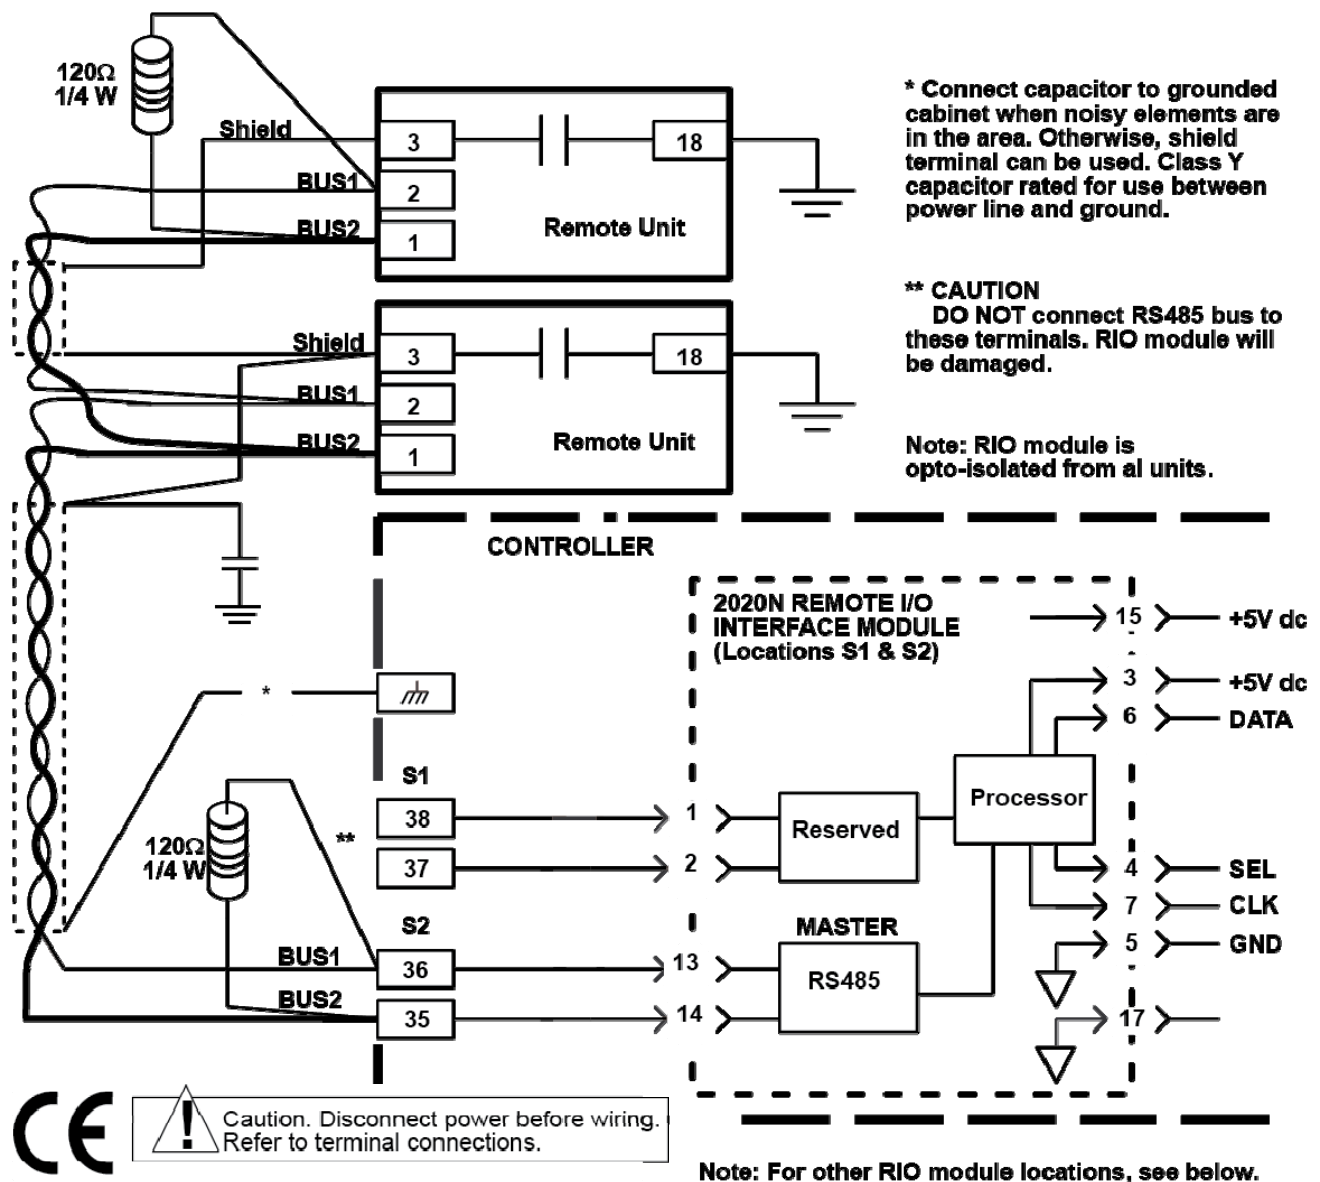 120Ω
1/4 W
Shield
BUS1
BUS2
3
2
1
18
Remote Unit
* Connect capacitor to grounded
cabinet when noisy elements are
in the area. Otherwise, shield
terminal can be used. Class Y
capacitor rated for use between
power line and ground.
** CAUTION
DO NOT connect RS485 bus to
these terminals. RIO module will
be damaged.
Note: RIO module is
opto-isolated from al units.
Shield
BUS1
BUS2
3
2
1
18
Remote Unit
CONTROLLER
2020N REMOTE I/O
INTERFACE MODULE
(Locations S1 & S2)
15 +5V dc
3 +5V dc
6 DATA
*
S1
38
37
1
2
Reserved
Processor
120Ω
1/4 W
**
4 SEL
7 CLK
5 GND
17
S2
BUS1
BUS2
36
35
13
14
MASTER
RS485
CE
! Caution. Disconnect power before wiring.
Refer to terminal connections.
Note: For other RIO module locations, see below.